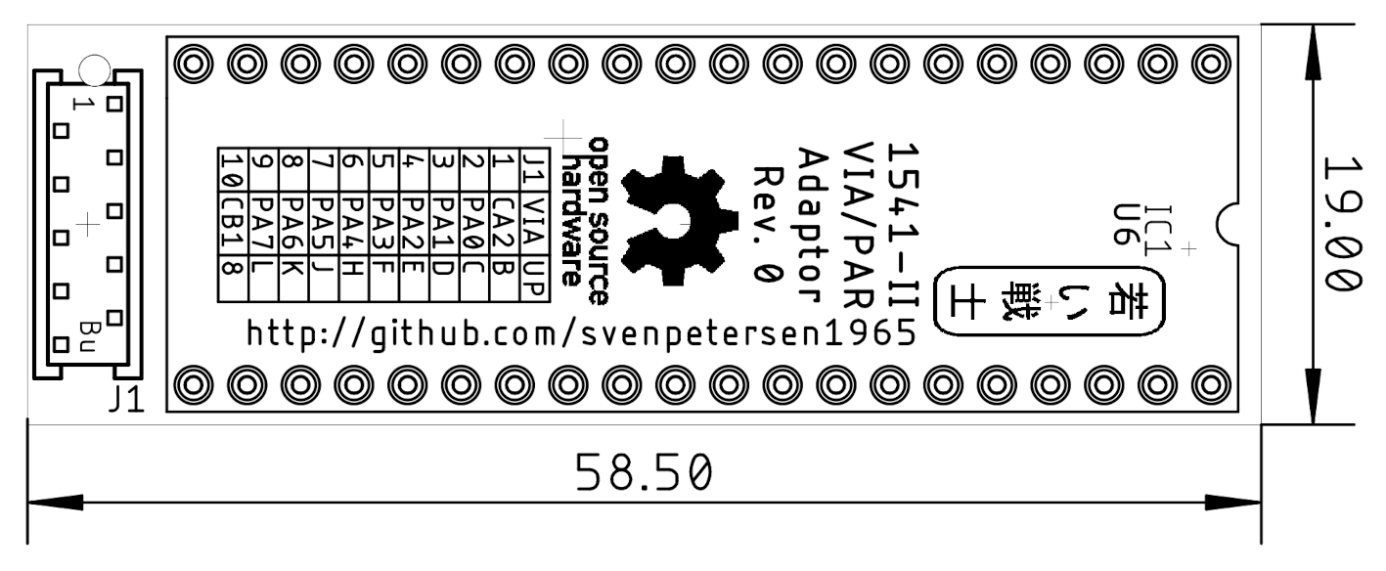 1
Bu
J1
J1 VIA UP
1 CA2 B
2 PA0 C
3 PA1 D
4 PA2 E
5 PA3 F
6 PA4 H
7 PA5 J
8 PA6 K
9 PA7 L
10 CB1 8
open source
hardware
1541-II
VIA/PAR
Adaptor
Rev. 0
IC1
U6
若い戦士
http://github.com/svenpetersen1965
19.00
58.50